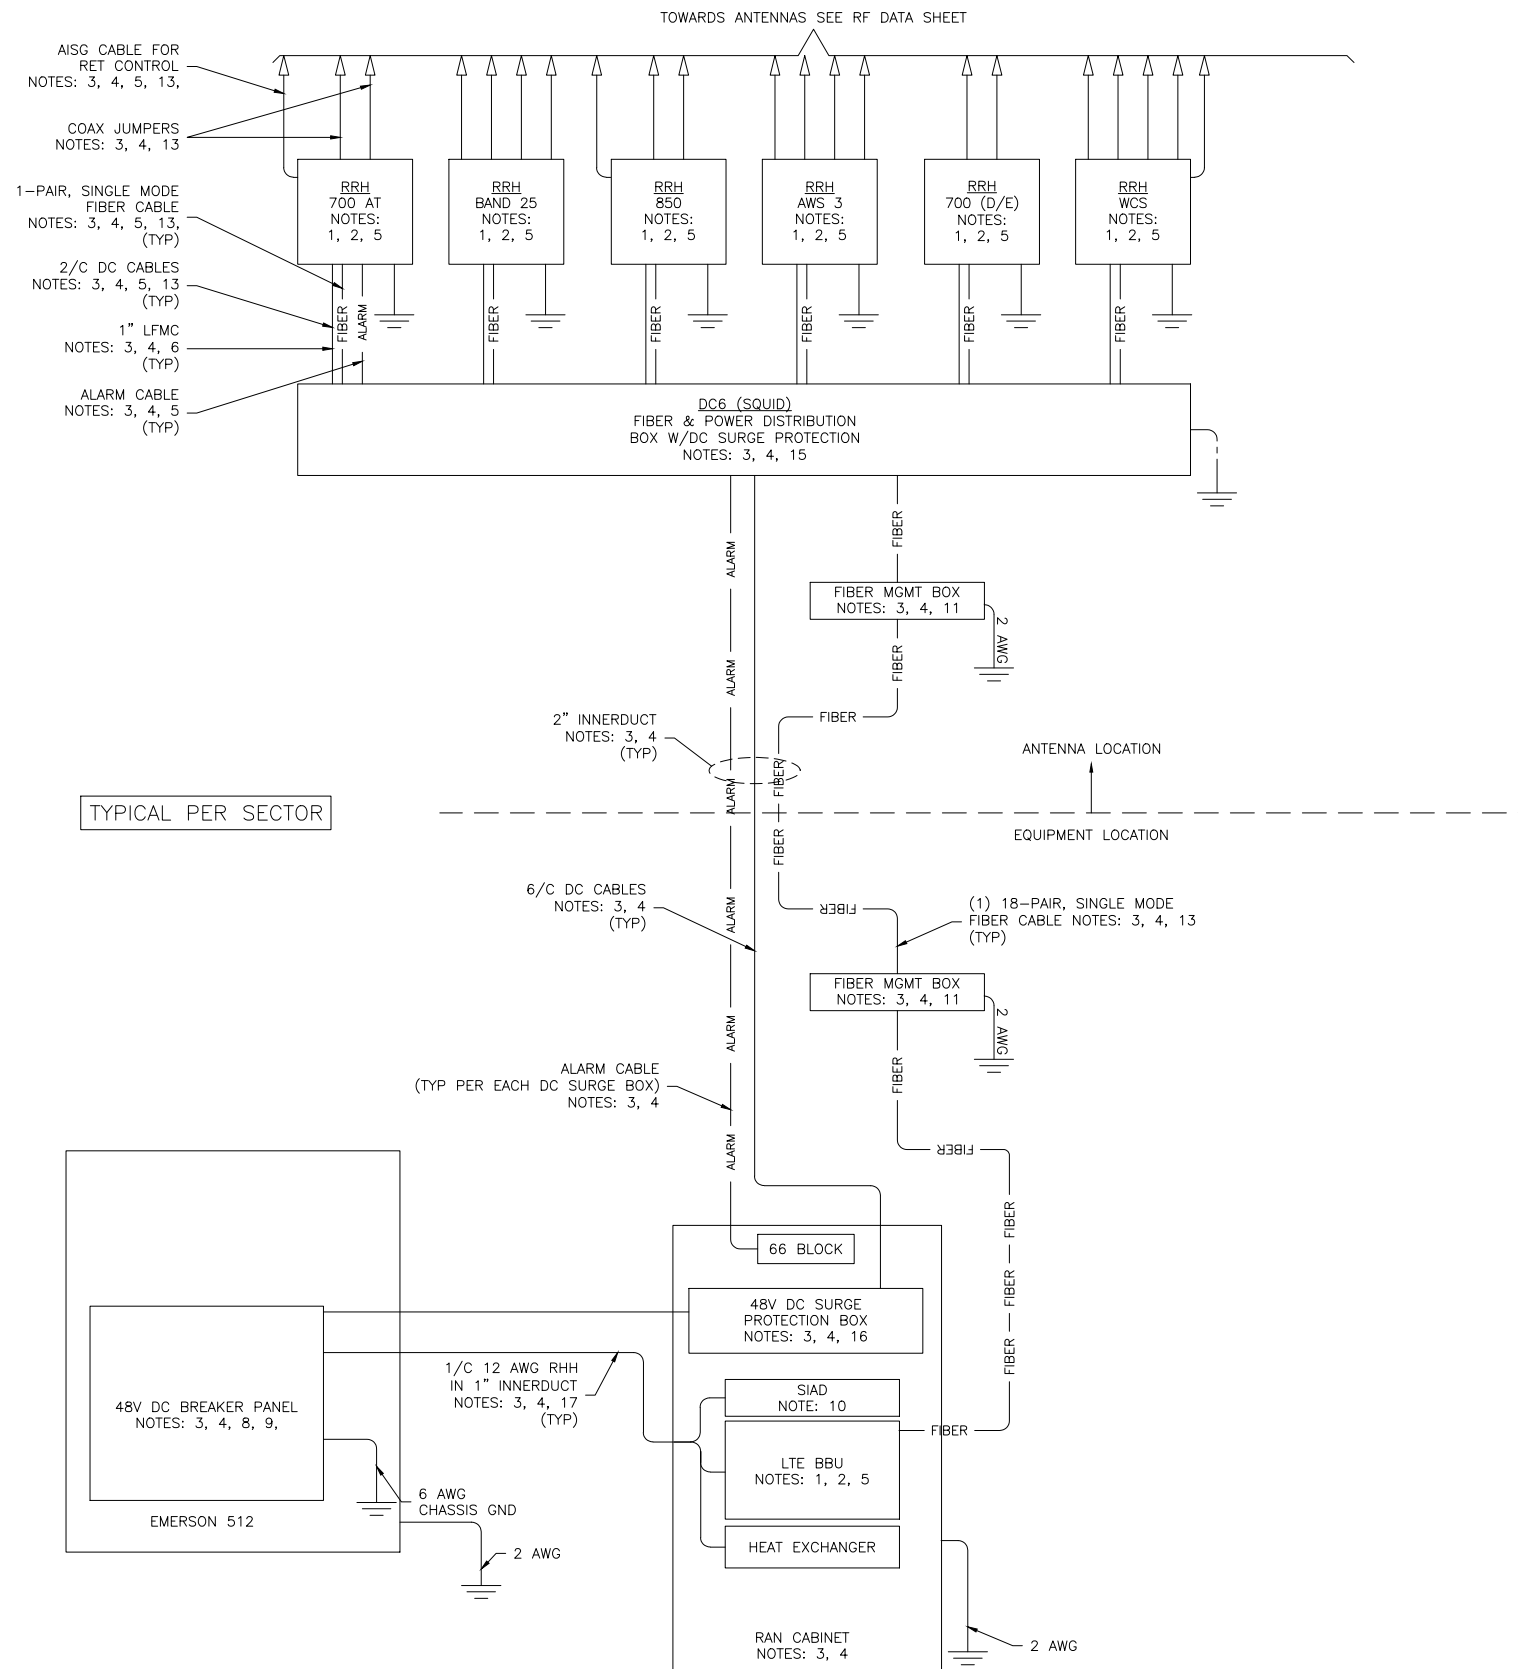 TOWARDS ANTENNAS SEE RF DATA SHEET
AISG CABLE FOR
RET CONTROL
NOTES: 3, 4, 5, 13,
COAX JUMPERS
NOTES: 3, 4, 13
1-PAIR, SINGLE MODE
FIBER CABLE
NOTES: 3, 4, 5, 13,
(TYP)
2/C DC CABLES
NOTES: 3, 4, 5, 13
(TYP)
1" LFMC
NOTES: 3, 4, 6
(TYP)
ALARM CABLE
NOTES: 3, 4, 5
(TYP)
RRH
700 AT
NOTES:
1, 2, 5
RRH
BAND 25
NOTES:
1, 2, 5
RRH
850
NOTES:
1, 2, 5
RRH
AWS 3
NOTES:
1, 2, 5
RRH
700 (D/E)
NOTES:
1, 2, 5
RRH
WCS
NOTES:
1, 2, 5
FIBER
ALARM
FIBER
FIBER
FIBER
FIBER
FIBER
DC6 (SQUID)
FIBER & POWER DISTRIBUTION
BOX W/DC SURGE PROTECTION
NOTES: 3, 4, 15
ALARM
FIBER
FIBER MGMT BOX
NOTES: 3, 4, 11
2 AWG
ALARM
FIBER
FIBER
2" INNERDUCT
NOTES: 3, 4
(TYP)
ALARM
FIBER
ANTENNA LOCATION
TYPICAL PER SECTOR
EQUIPMENT LOCATION
FIBER
6/C DC CABLES
NOTES: 3, 4
(TYP)
ALARM
FIBER
(1) 18-PAIR, SINGLE MODE
FIBER CABLE NOTES: 3, 4, 13
(TYP)
FIBER MGMT BOX
NOTES: 3, 4, 11
2 AWG
ALARM
FIBER
ALARM CABLE
(TYP PER EACH DC SURGE BOX)
NOTES: 3, 4
ALARM
FIBER
FIBER
FIBER
FIBER
66 BLOCK
48V DC SURGE
PROTECTION BOX
NOTES: 3, 4, 16
1/C 12 AWG RHH
IN 1" INNERDUCT
NOTES: 3, 4, 17
(TYP)
SIAD
NOTE: 10
48V DC BREAKER PANEL
NOTES: 3, 4, 8, 9,
FIBER
LTE BBU
NOTES: 1, 2, 5
6 AWG
CHASSIS GND
EMERSON 512
HEAT EXCHANGER
2 AWG
RAN CABINET
NOTES: 3, 4
2 AWG